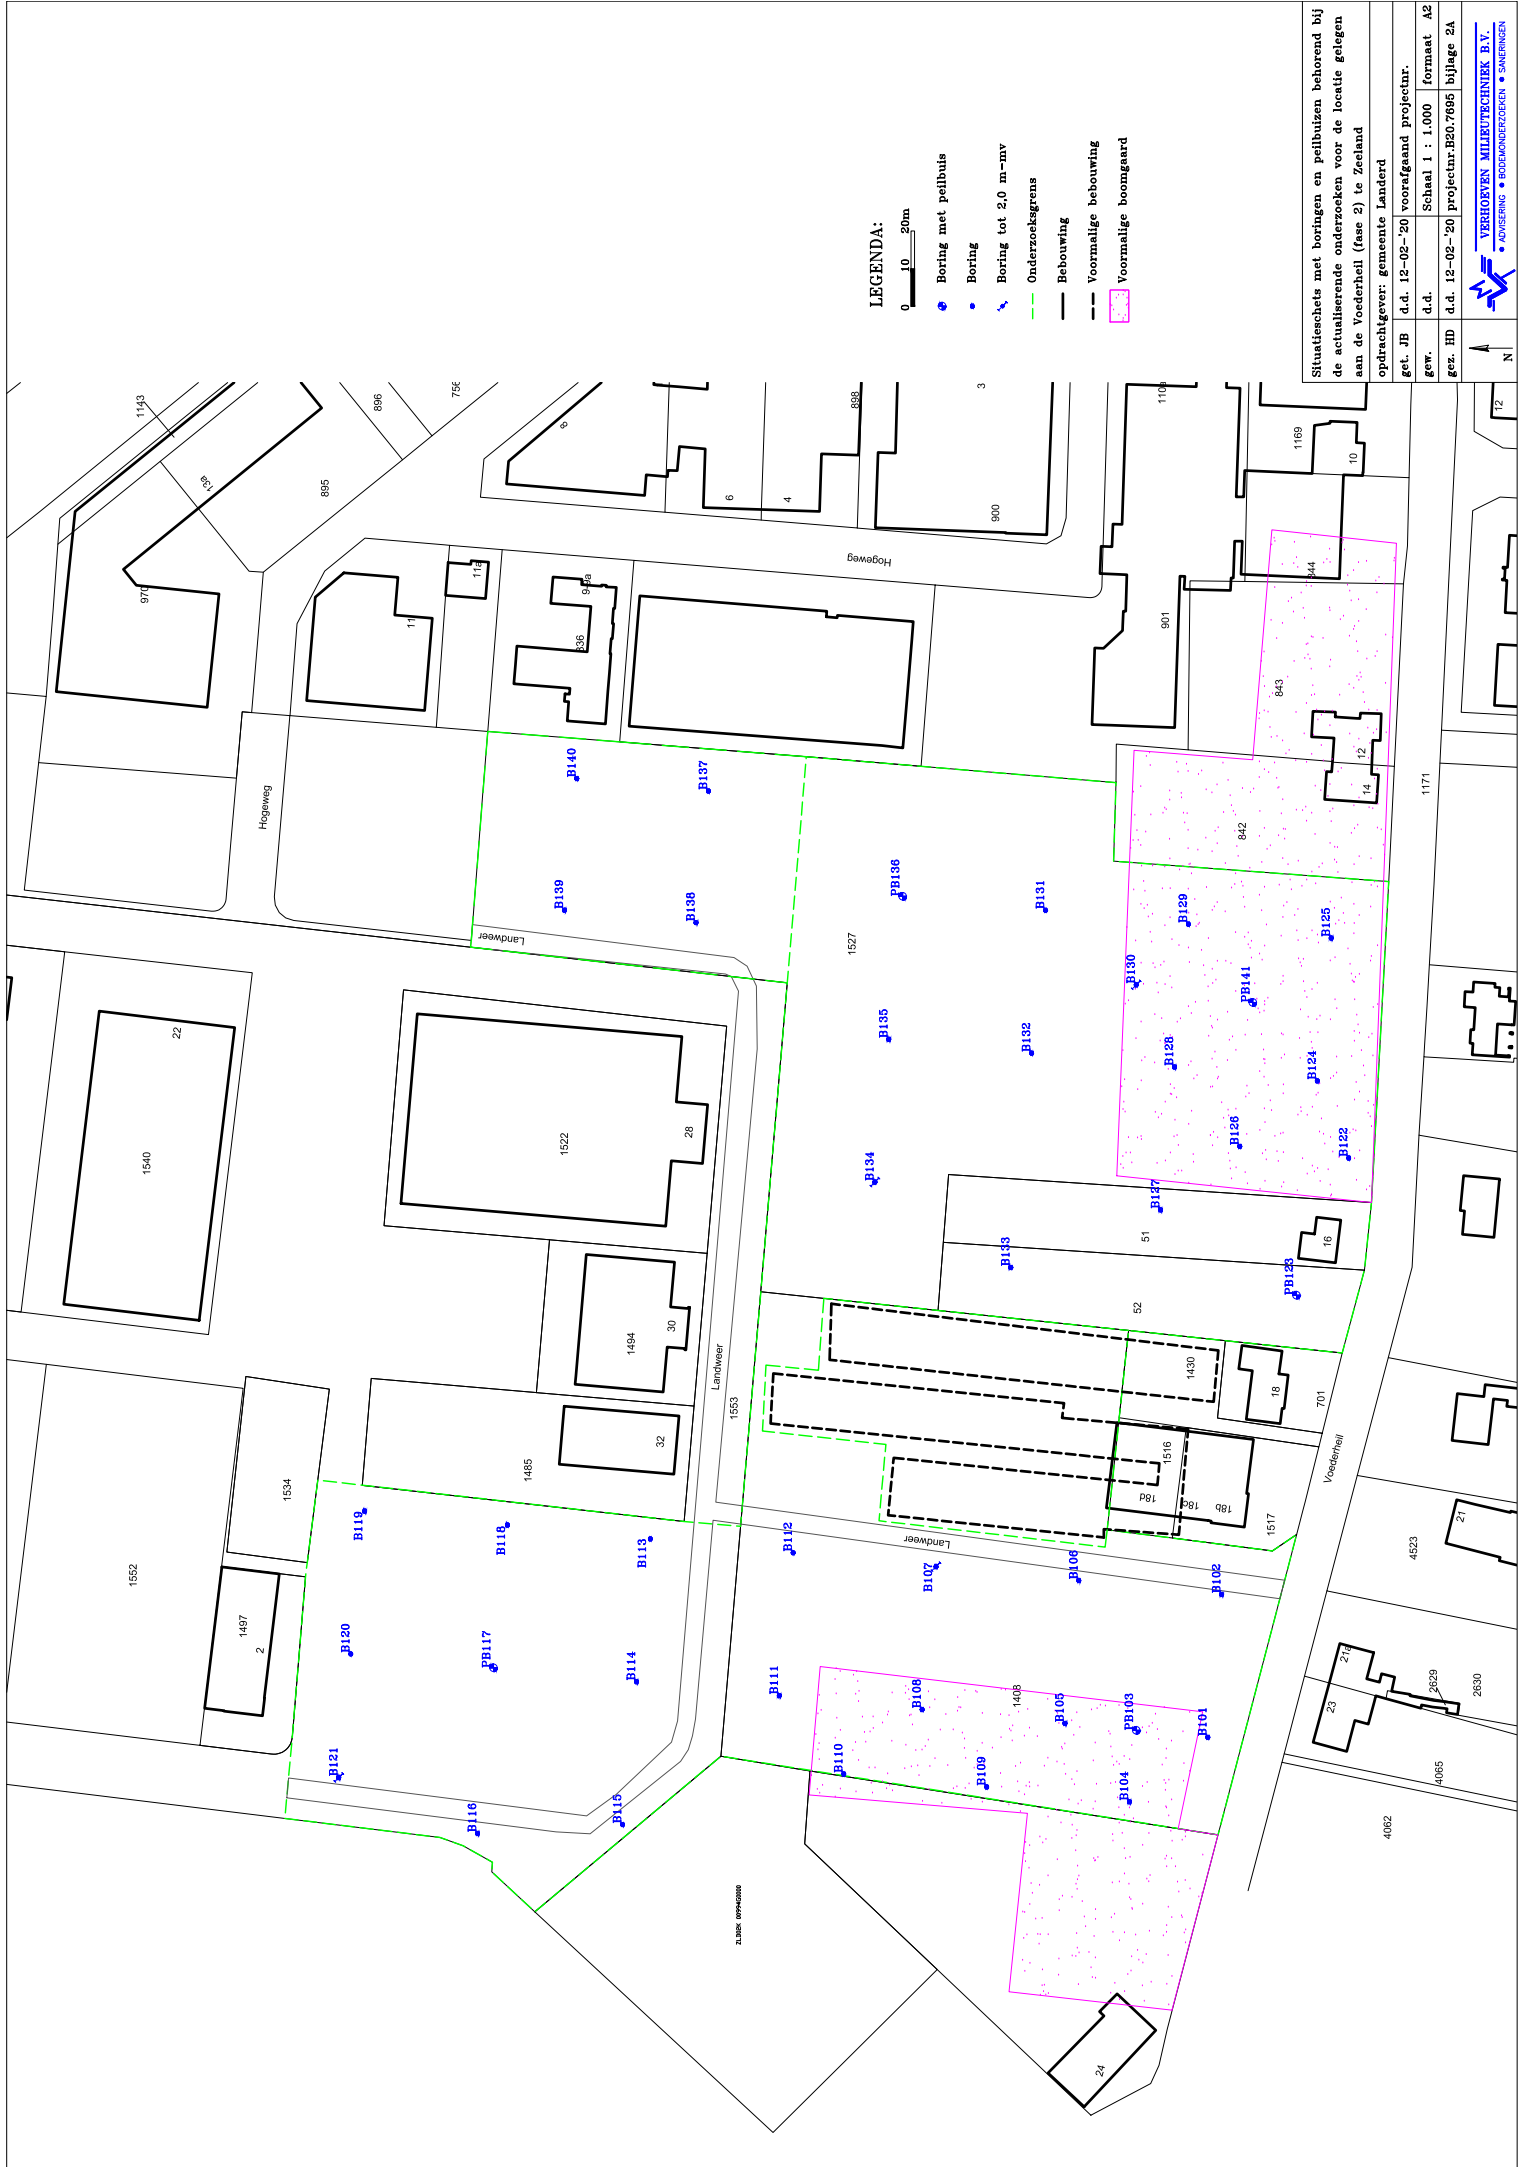 Situatieschets met boringen en peilbuizen behorend bij
de actualiserende onderzoeken voor de locatie gelegen
aan de Voederheil (fase 2) te Zeeland
opdrachtgever: gemeente Landerd
get. JB d.d. 12-02-'20 voorafgaand projectnr.
gew. d.d. Schaal 1 : 1.000 formaat A2
gez. HD d.d. 12-02-'20 projectnr.B20.7695 bijlage 2A
N
VERHOEVEN MILIEUTECHNIEK B.V.
ADVISERING BODEMONDERZOEKEN SANERINGEN
LEGENDA:
0 10 20m
Boring met peilbuis
Boring
Boring tot 2,0 m-mv
Onderzoeksgrens
Bebouwing
Voormalige bebouwing
Voormalige boomgaard
1143
896
13a
895
8
898
3
6
4
900
1169
10
12
Hogeweg
970
11
11a
836
901
844
843
12
14
842
1171
Hogeweg
B140
B137
B139
B138
Landweer
PB136
B131
B129
B125
1527
B130
PB141
B135
B132
B128
B124
B126
B122
B134
B127
B133
51
16
PB123
52
22
1540
1522
28
1494
30
Landweer
1553
1430
18
701
Voederheil
32
1485
1534
1516
18d
18c
18b
1517
B119
B118
B113
B112
B107
Landweer
B106
B102
1552
1497
2
B120
PB117
B114
B111
B108
1408
B105
PB103
B101
B121
B116
B115
B110
B109
B104
4523
21
21a
23
2629
2630
4065
4062
24